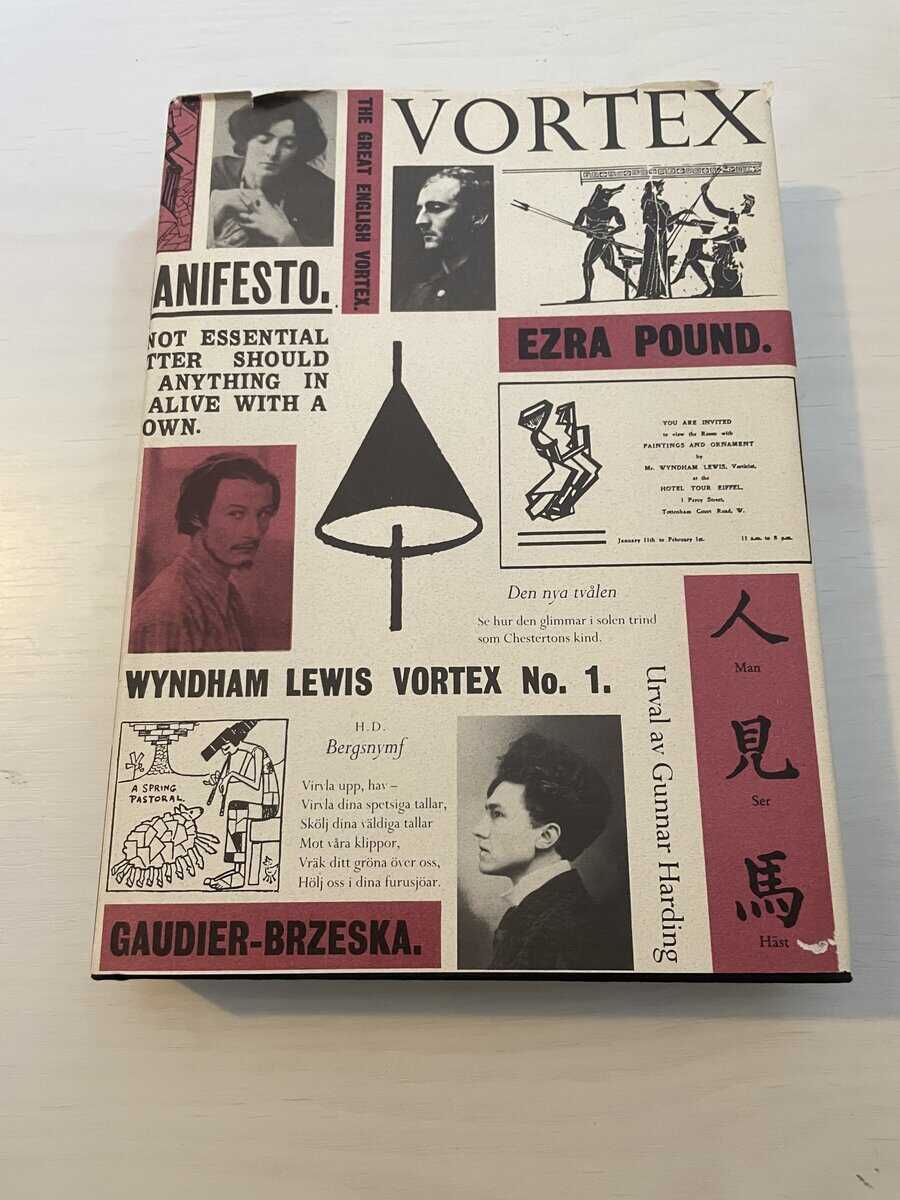 VORTEX
THE GREAT ENGLISH VORTEX.
ANIFESTO.
NOT ESSENTIAL
TTER SHOULD
ANYTHING IN
ALIVE WITH A
OWN.
EZRA POUND.
YOU ARE INVITED
to view the Room with
PAINTINGS AND ORNAMENT
by
Mr. WYNDHAM LEWIS, Vorticist,
at the
HOTEL TOUR EIFFEL,
1 Percy Street,
Tottenham Court Road, W.
January 11th to February 1st. 11 a.m. to 8 p.m.
Den nya tvålen
Se hur den glimmar i solen trind
som Chestertons kind.
WYNDHAM LEWIS VORTEX No. 1.
人
Man
見
Ser
馬
Häst
Urval av Gunnar Harding
A SPRING
PASTORAL
H.D.
Bergsnymf
Virvla upp, hav –
Virvla dina spetsiga tallar,
Skölj dina väldiga tallar
Mot våra klippor,
Vräk ditt gröna över oss,
Hölj oss i dina furusjöar.
GAUDIER-BRZESKA.